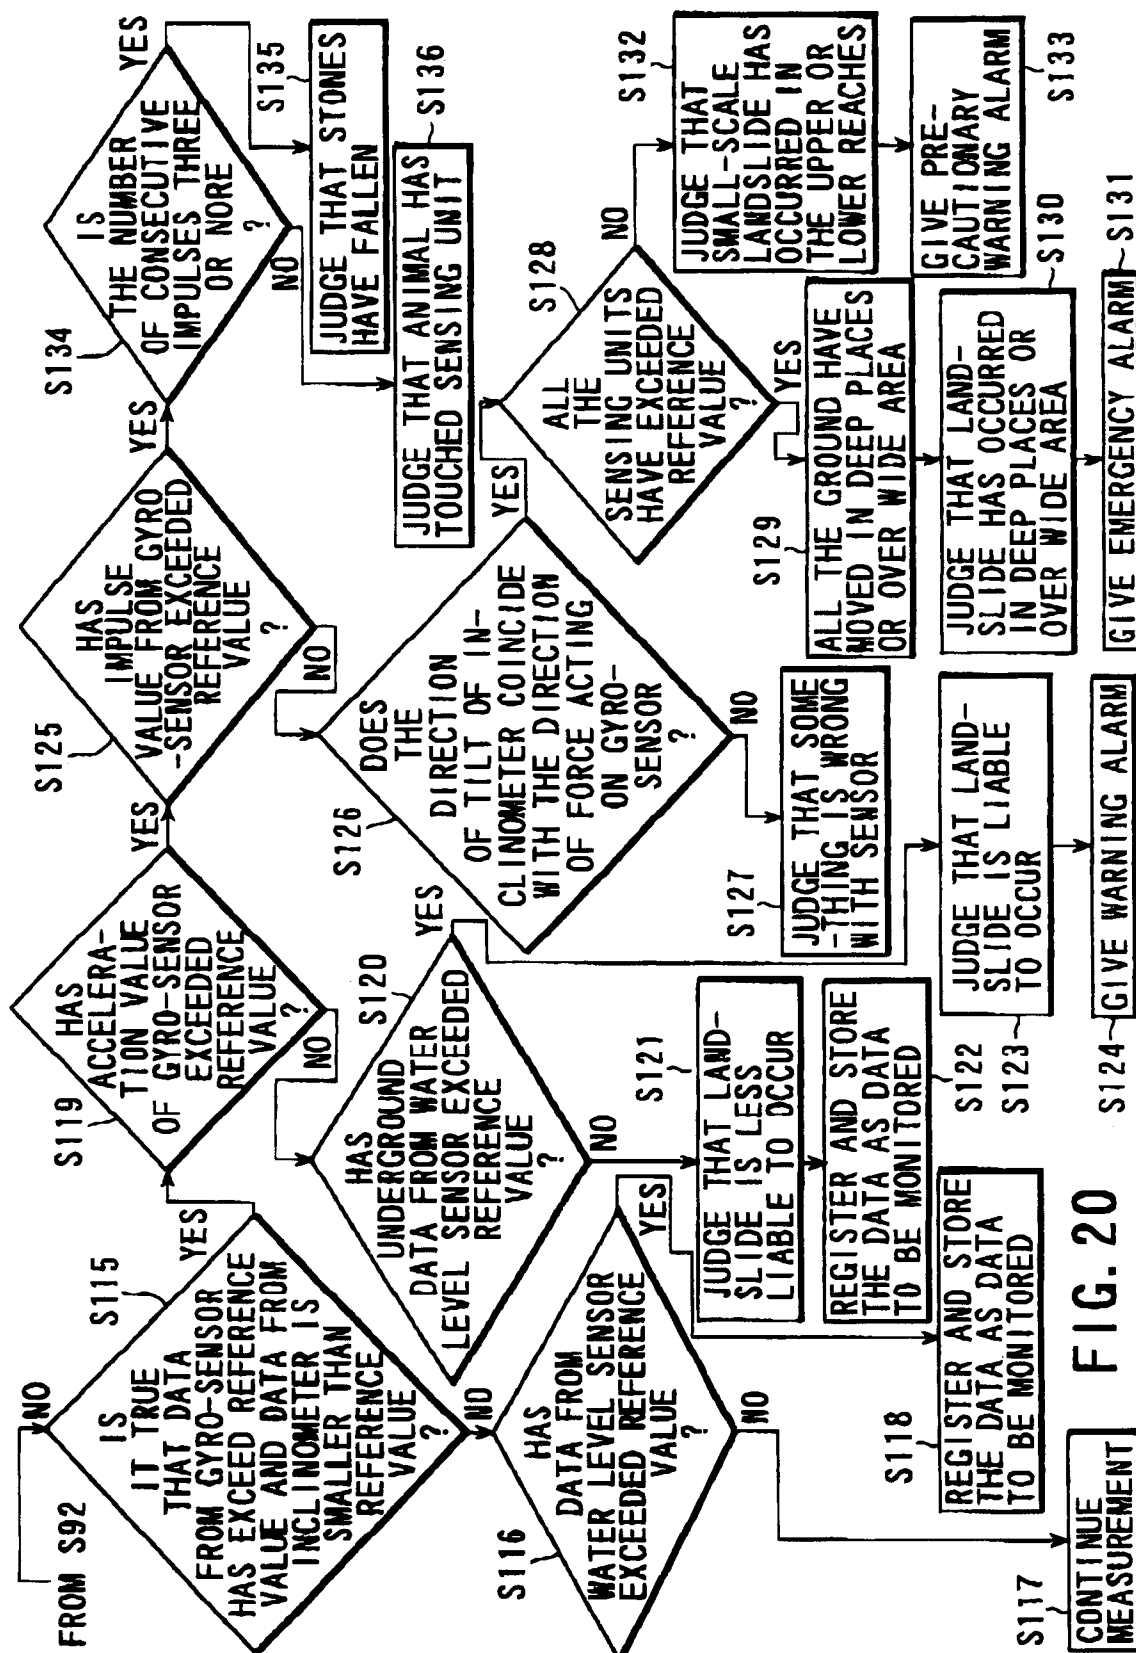 FROM S92
NO
S115
IS
IT TRUE
THAT DATA
FROM GYRO-SENSOR
HAS EXCEED REFERENCE
VALUE AND DATA FROM
INCLINOMETER IS
SMALLER THAN
REFERENCE
VALUE
?
YES
NO
S116
HAS
DATA FROM
WATER LEVEL SENSOR
EXCEEDED REFERENCE
VALUE
?
YES
NO
S117
CONTINUE
MEASUREMENT
S118
REGISTER AND STORE
THE DATA AS DATA
TO BE MONITORED
S119
HAS
ACCELERA-
TION VALUE
OF GYRO-SENSOR
EXCEEDED
REFERENCE
VALUE
?
YES
NO
S120
HAS
UNDERGROUND
DATA FROM WATER
LEVEL SENSOR EXCEEDED
REFERENCE
VALUE
?
YES
NO
S121
JUDGE THAT LAND-
SLIDE IS LESS
LIABLE TO OCCUR
REGISTER AND STORE
THE DATA AS DATA
TO BE MONITORED
S122
S123
JUDGE THAT LAND-
SLIDE IS LIABLE
TO OCCUR
S124
GIVE WARNING ALARM
S125
HAS
IMPULSE
VALUE FROM GYRO
-SENSOR EXCEEDED
REFERENCE
VALUE
?
YES
NO
S126
DOES
THE
DIRECTION
OF TILT OF IN-
CLINOMETER COINCIDE
WITH THE DIRECTION
OF FORCE ACTING
ON GYRO-
SENSOR
?
YES
NO
S127
JUDGE THAT SOME
-THING IS WRONG
WITH SENSOR
S128
ALL
THE
SENSING UNITS
HAVE EXCEEDED
REFERENCE
VALUE
?
NO
YES
S129
ALL THE GROUND HAVE
MOVED IN DEEP PLACES
OR OVER WIDE AREA
S130
JUDGE THAT LAND-
SLIDE HAS OCCURRED
IN DEEP PLACES OR
OVER WIDE AREA
S131
GIVE EMERGENCY ALARM
S132
JUDGE THAT
SMALL-SCALE
LANDSLIDE HAS
OCCURRED IN
THE UPPER OR
LOWER REACHES
GIVE PRE-
CAUTIONARY
WARNING ALARM
S133
S134
IS
THE NUMBER
OF CONSECUTIVE
IMPULSES THREE
OR NORE
?
YES
NO
S135
JUDGE THAT STONES
HAVE FALLEN
S136
JUDGE THAT ANIMAL HAS
TOUCHED SENSING UNIT
FIG. 20